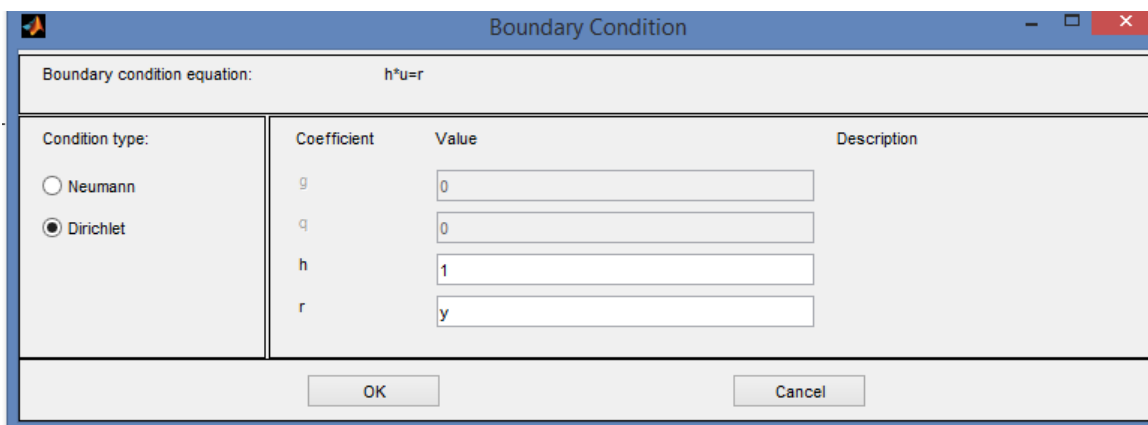 Boundary Condition
Boundary condition equation: h*u=r
Condition type:
Neumann
Dirichlet
Coefficient Value Description
g 0
q 0
h 1
r y
OK Cancel